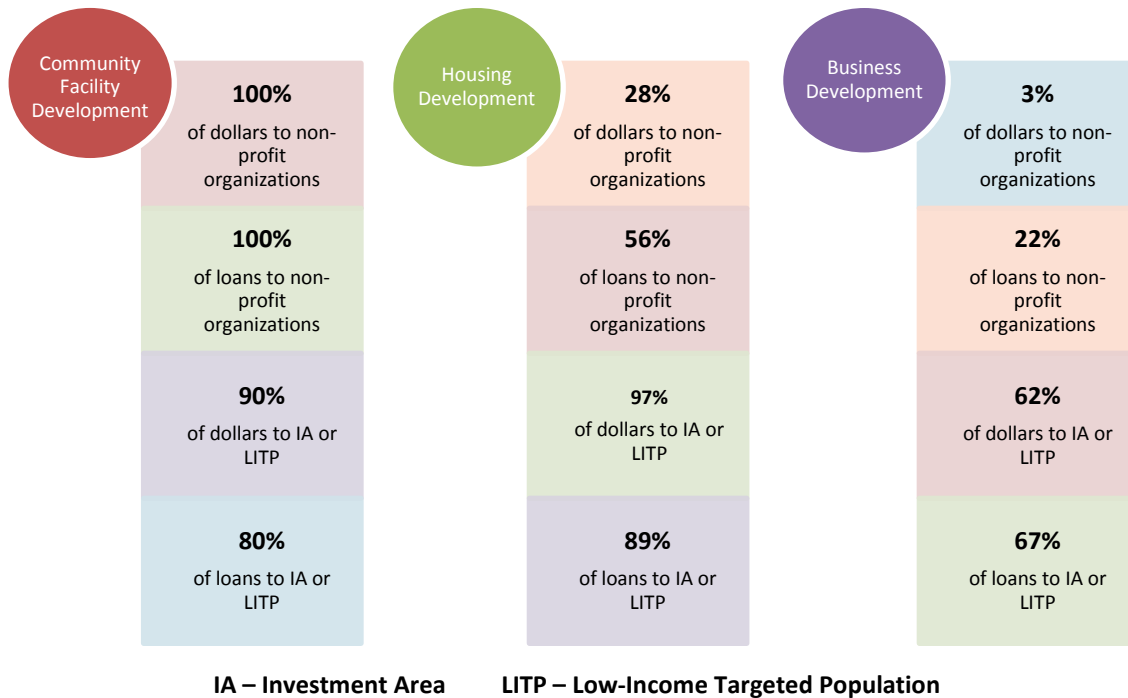 Community
Facility
Development
100%
of dollars to non-
profit
organizations
100%
of loans to non-
profit
organizations
90%
of dollars to IA or
LITP
80%
of loans to IA or
LITP
Housing
Development
28%
of dollars to non-
profit
organizations
56%
of loans to non-
profit
organizations
97%
of dollars to IA or
LITP
89%
of loans to IA or
LITP
Business
Development
3%
of dollars to non-
profit
organizations
22%
of loans to non-
profit
organizations
62%
of dollars to IA or
LITP
67%
of loans to IA or
LITP
IA – Investment Area LITP – Low-Income Targeted Population